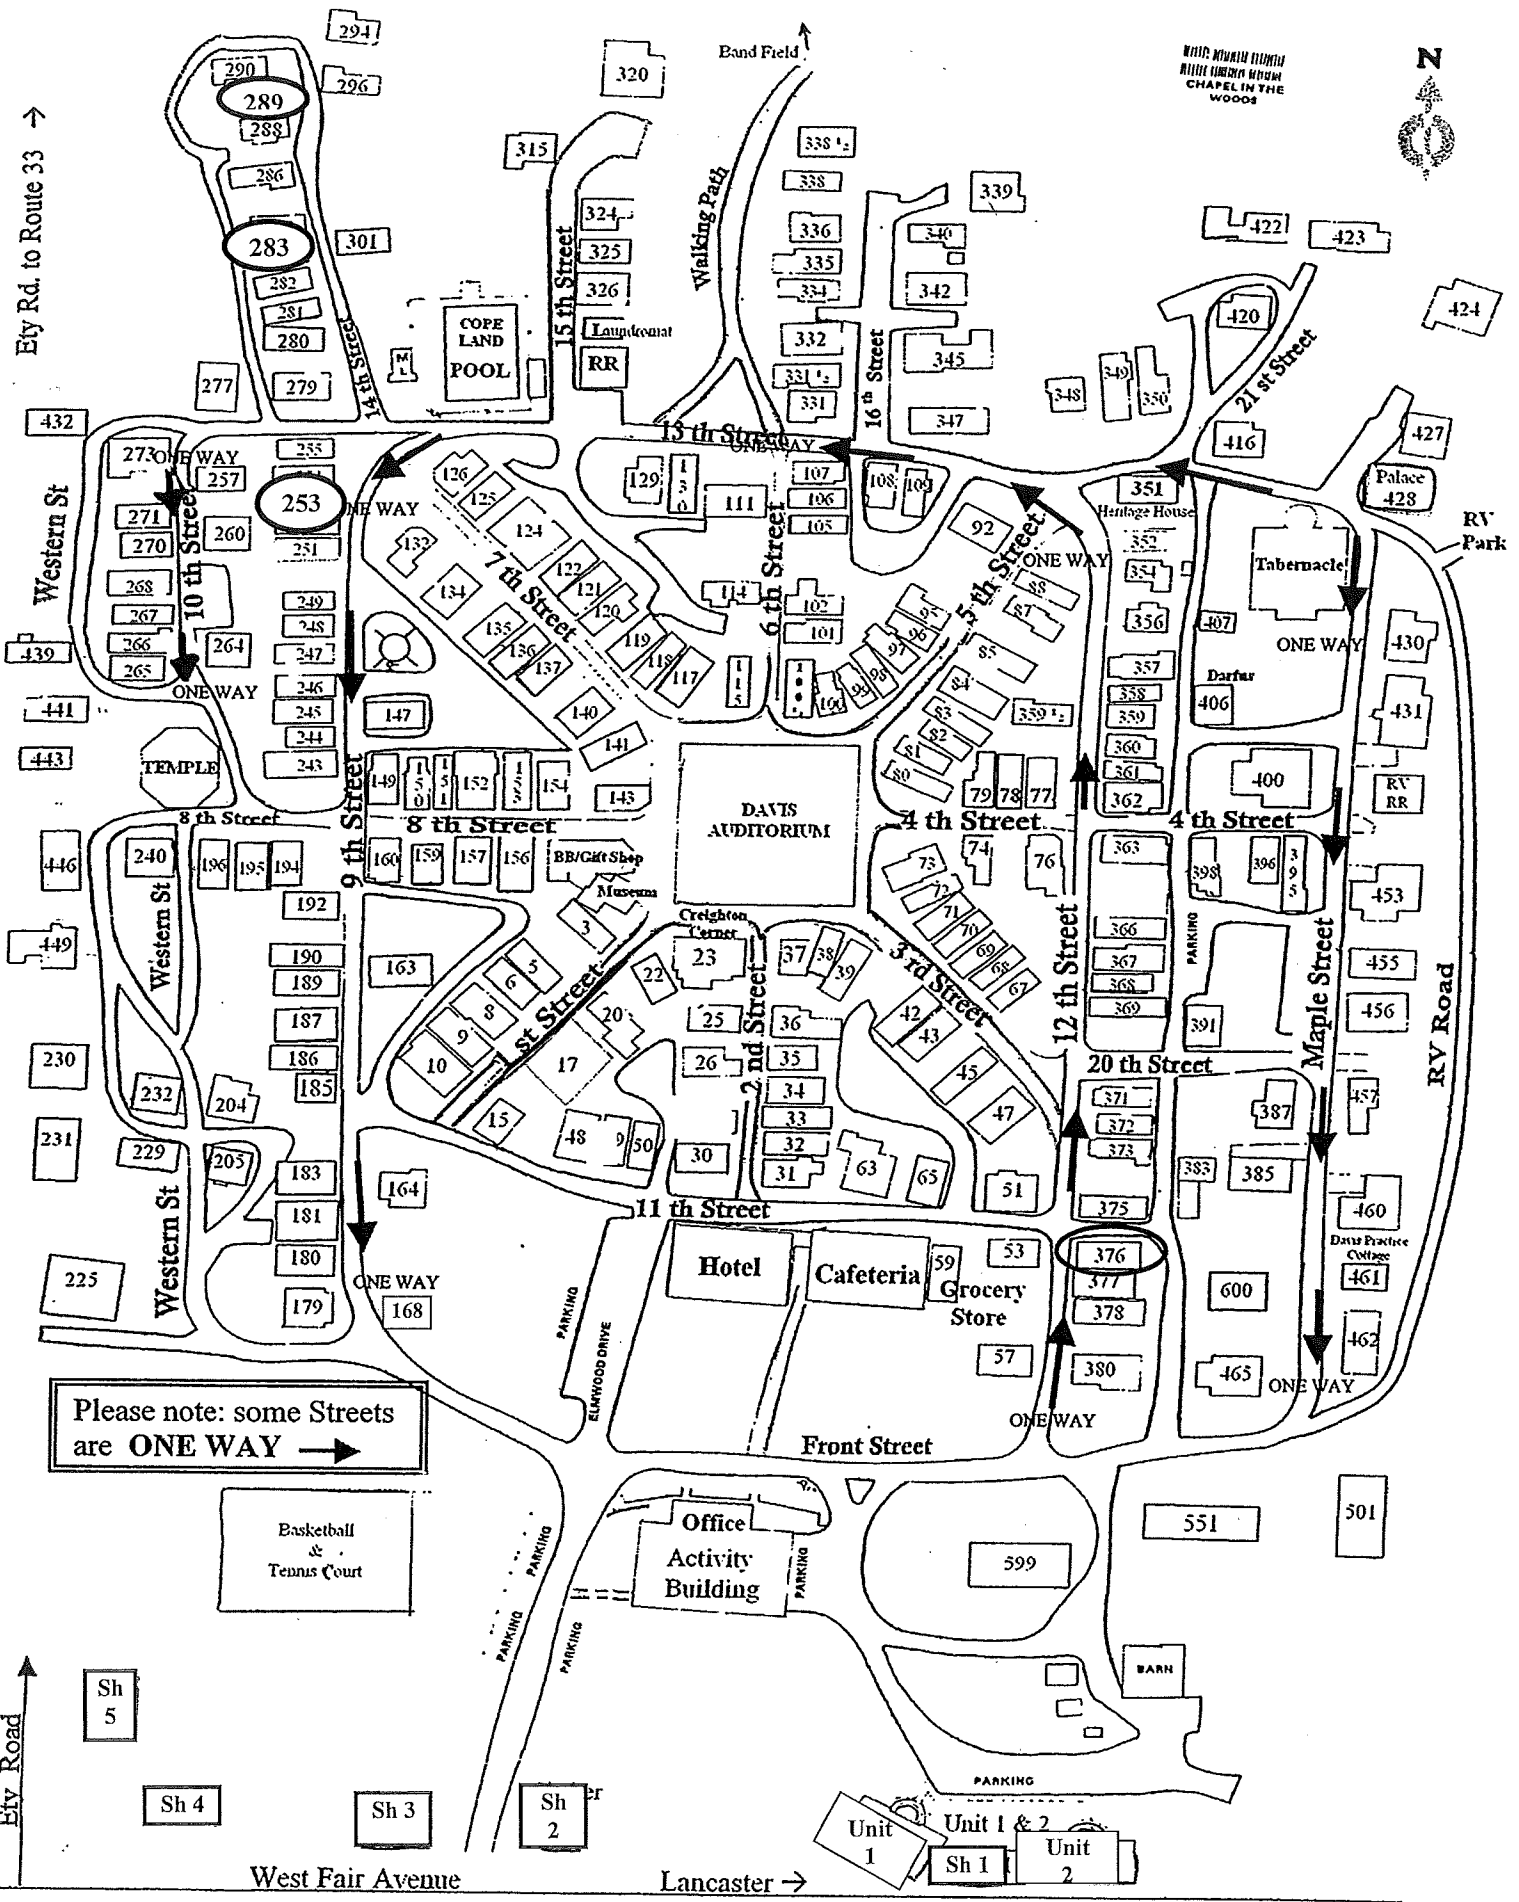 294
290
296
289
288
286
283
301
282
281
280
277
279
14 th Street
Ety Rd. to Route 33 →
320
315
324
325
326
15 th Street
Laundromat
RR
COPE
LAND
POOL
M
L
Band Field
Walking Path
338 ½
338
336
335
334
332
331 ½
331
16 th Street
339
340
342
345
347
CHAPEL IN THE
WOODS
N
422
423
424
420
21 st Street
348
349
350
416
427
Palace
428
RV
Park
432
273
ONE WAY
257
271
270
260
10 th Street
268
267
266
265
264
Western St
439
441
443
ONE WAY
255
253
251
249
248
247
246
245
244
243
TEMPLE
126
125
124
132
134
122
121
120
119
118
117
135
136
137
140
141
7 th Street
147
13 th Street
ONE WAY
129
130
111
107
106
105
108
109
114
102
101
115
6 th Street
100
99
98
97
96
95
92
5 th Street
ONE WAY
88
87
85
84
83
82
81
80
359 ½
351
Heritage House
352
354
356
357
358
359
360
361
362
Tabernacle
407
Darfus
406
ONE WAY
430
431
400
RV
RR
8 th Street
9 th Street
149
150
151
152
154
143
8 th Street
DAVIS
AUDITORIUM
79
78
77
4 th Street
4 th Street
446
240
196
195
194
160
159
157
156
BB/Gift Shop
Museum
73
72
71
70
69
68
67
74
76
363
398
396
395
453
449
Western St
192
190
189
187
186
185
163
3
5
6
8
9
10
st Street
22
20
17
15
Creighton
Corner
23
25
26
2 nd Street
37
38
39
36
35
34
33
32
31
3 rd Street
42
43
45
47
12 th Street
366
367
368
369
PARKING
391
Maple Street
455
456
RV Road
20 th Street
230
232
204
231
229
205
183
181
180
179
164
168
Western St
225
ONE WAY
48
9
50
30
63
65
51
11 th Street
371
372
373
375
376
377
378
380
383
387
385
457
460
Davis Practice
Cottage
461
462
600
465
ONE WAY
Hotel
Cafeteria
59
53
Grocery
Store
57
ONE WAY
PARKING
ELMWOOD DRIVE
Please note: some Streets
are ONE WAY
Front Street
Basketball
&
Tennis Court
PARKING
PARKING
PARKING
Office
Activity
Building
PARKING
599
551
501
BARN
PARKING
Sh
5
Ety Road
Sh 4
Sh 3
Sh
2
er
Unit
1
Unit 1 & 2
Sh 1
Unit
2
West Fair Avenue
Lancaster →